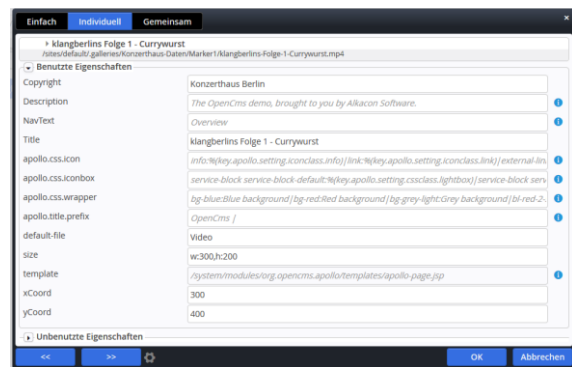 Einfach Individuell Gemeinsam
klangberlins Folge 1 - Currywurst
/sites/default/.galleries/Konzerthaus-Daten/Marker1/klangberlins-Folge-1-Currywurst.mp4
Benutzte Eigenschaften
Copyright Konzerthaus Berlin
Description The OpenCms demo, brought to you by Alkacon Software.
NavText Overview
Title klangberlins Folge 1 - Currywurst
apollo.css.icon info:%(key.apollo.setting.iconclass.info)|link:%(key.apollo.setting.iconclass.link)|external-lin
apollo.css.iconbox service-block service-block-default:%(key.apollo.setting.cssclass.lightbox)|service-block serv
apollo.css.wrapper bg-blue:Blue background|bg-red:Red background|bg-grey-light:Grey background|bl-red-2-
apollo.title.prefix OpenCms |
default-file Video
size w:300,h:200
template /system/modules/org.opencms.apollo/templates/apollo-page.jsp
xCoord 300
yCoord 400
Unbenutzte Eigenschaften
<< >> OK Abbrechen